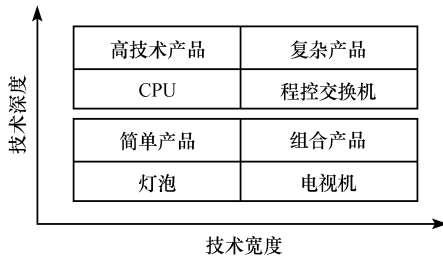 技术深度
高技术产品 复杂产品
CPU 程控交换机
简单产品 组合产品
灯泡 电视机
技术宽度